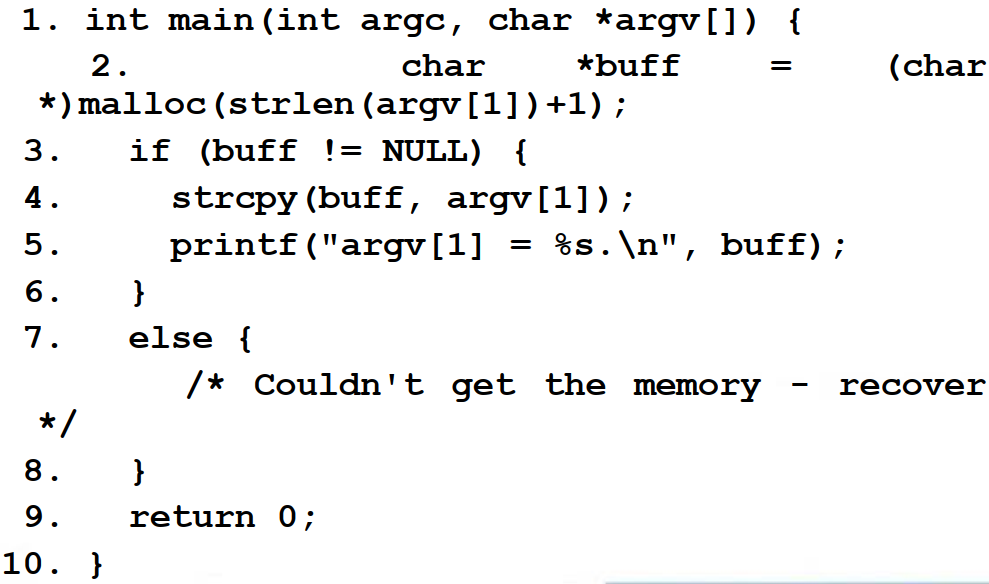 1. int main(int argc, char *argv[]) {
2. char *buff = (char
*)malloc(strlen(argv[1])+1);
3. if (buff != NULL) {
4. strcpy(buff, argv[1]);
5. printf("argv[1] = %s.\n", buff);
6. }
7. else {
/* Couldn't get the memory - recover
*/
8. }
9. return 0;
10. }